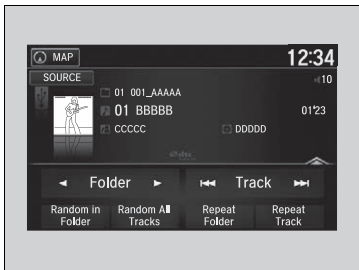 MAP 12:34
SOURCE 10
01 001_AAAAA
01 BBBBB 01'23
CCCCC DDDDD
Folder Track
Random in Folder Random All Tracks Repeat Folder Repeat Track